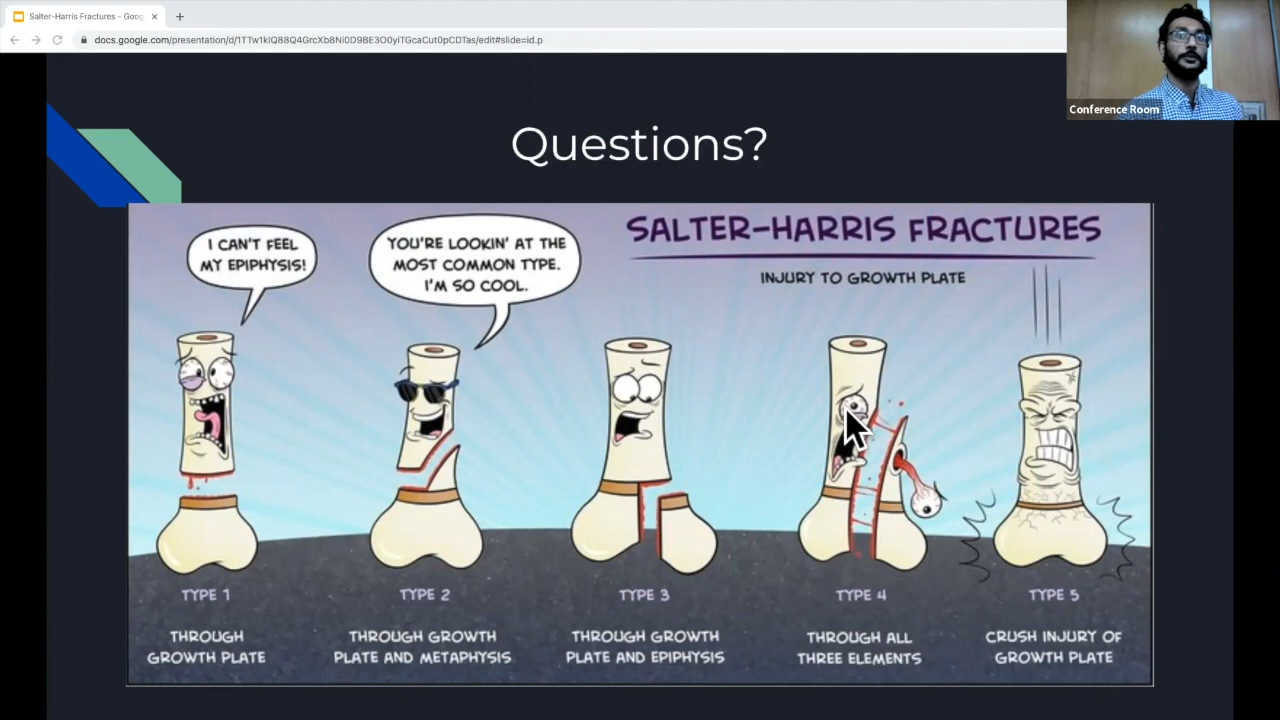 Salter-Harris Fractures - Goog
docs.google.com/presentation/d/1TTw1kIQ88Q4GrcXb8Ni0D9BE3O0yiTGcaCut0pCDTas/edit#slide=id.p
Conference Room
Questions?
SALTER-HARRIS FRACTURES
INJURY TO GROWTH PLATE
I CAN'T FEEL
MY EPIPHYSIS!
YOU'RE LOOKIN' AT THE
MOST COMMON TYPE.
I'M SO COOL.
TYPE 1
THROUGH
GROWTH PLATE
TYPE 2
THROUGH GROWTH
PLATE AND METAPHYSIS
TYPE 3
THROUGH GROWTH
PLATE AND EPIPHYSIS
TYPE 4
THROUGH ALL
THREE ELEMENTS
TYPE 5
CRUSH INJURY OF
GROWTH PLATE